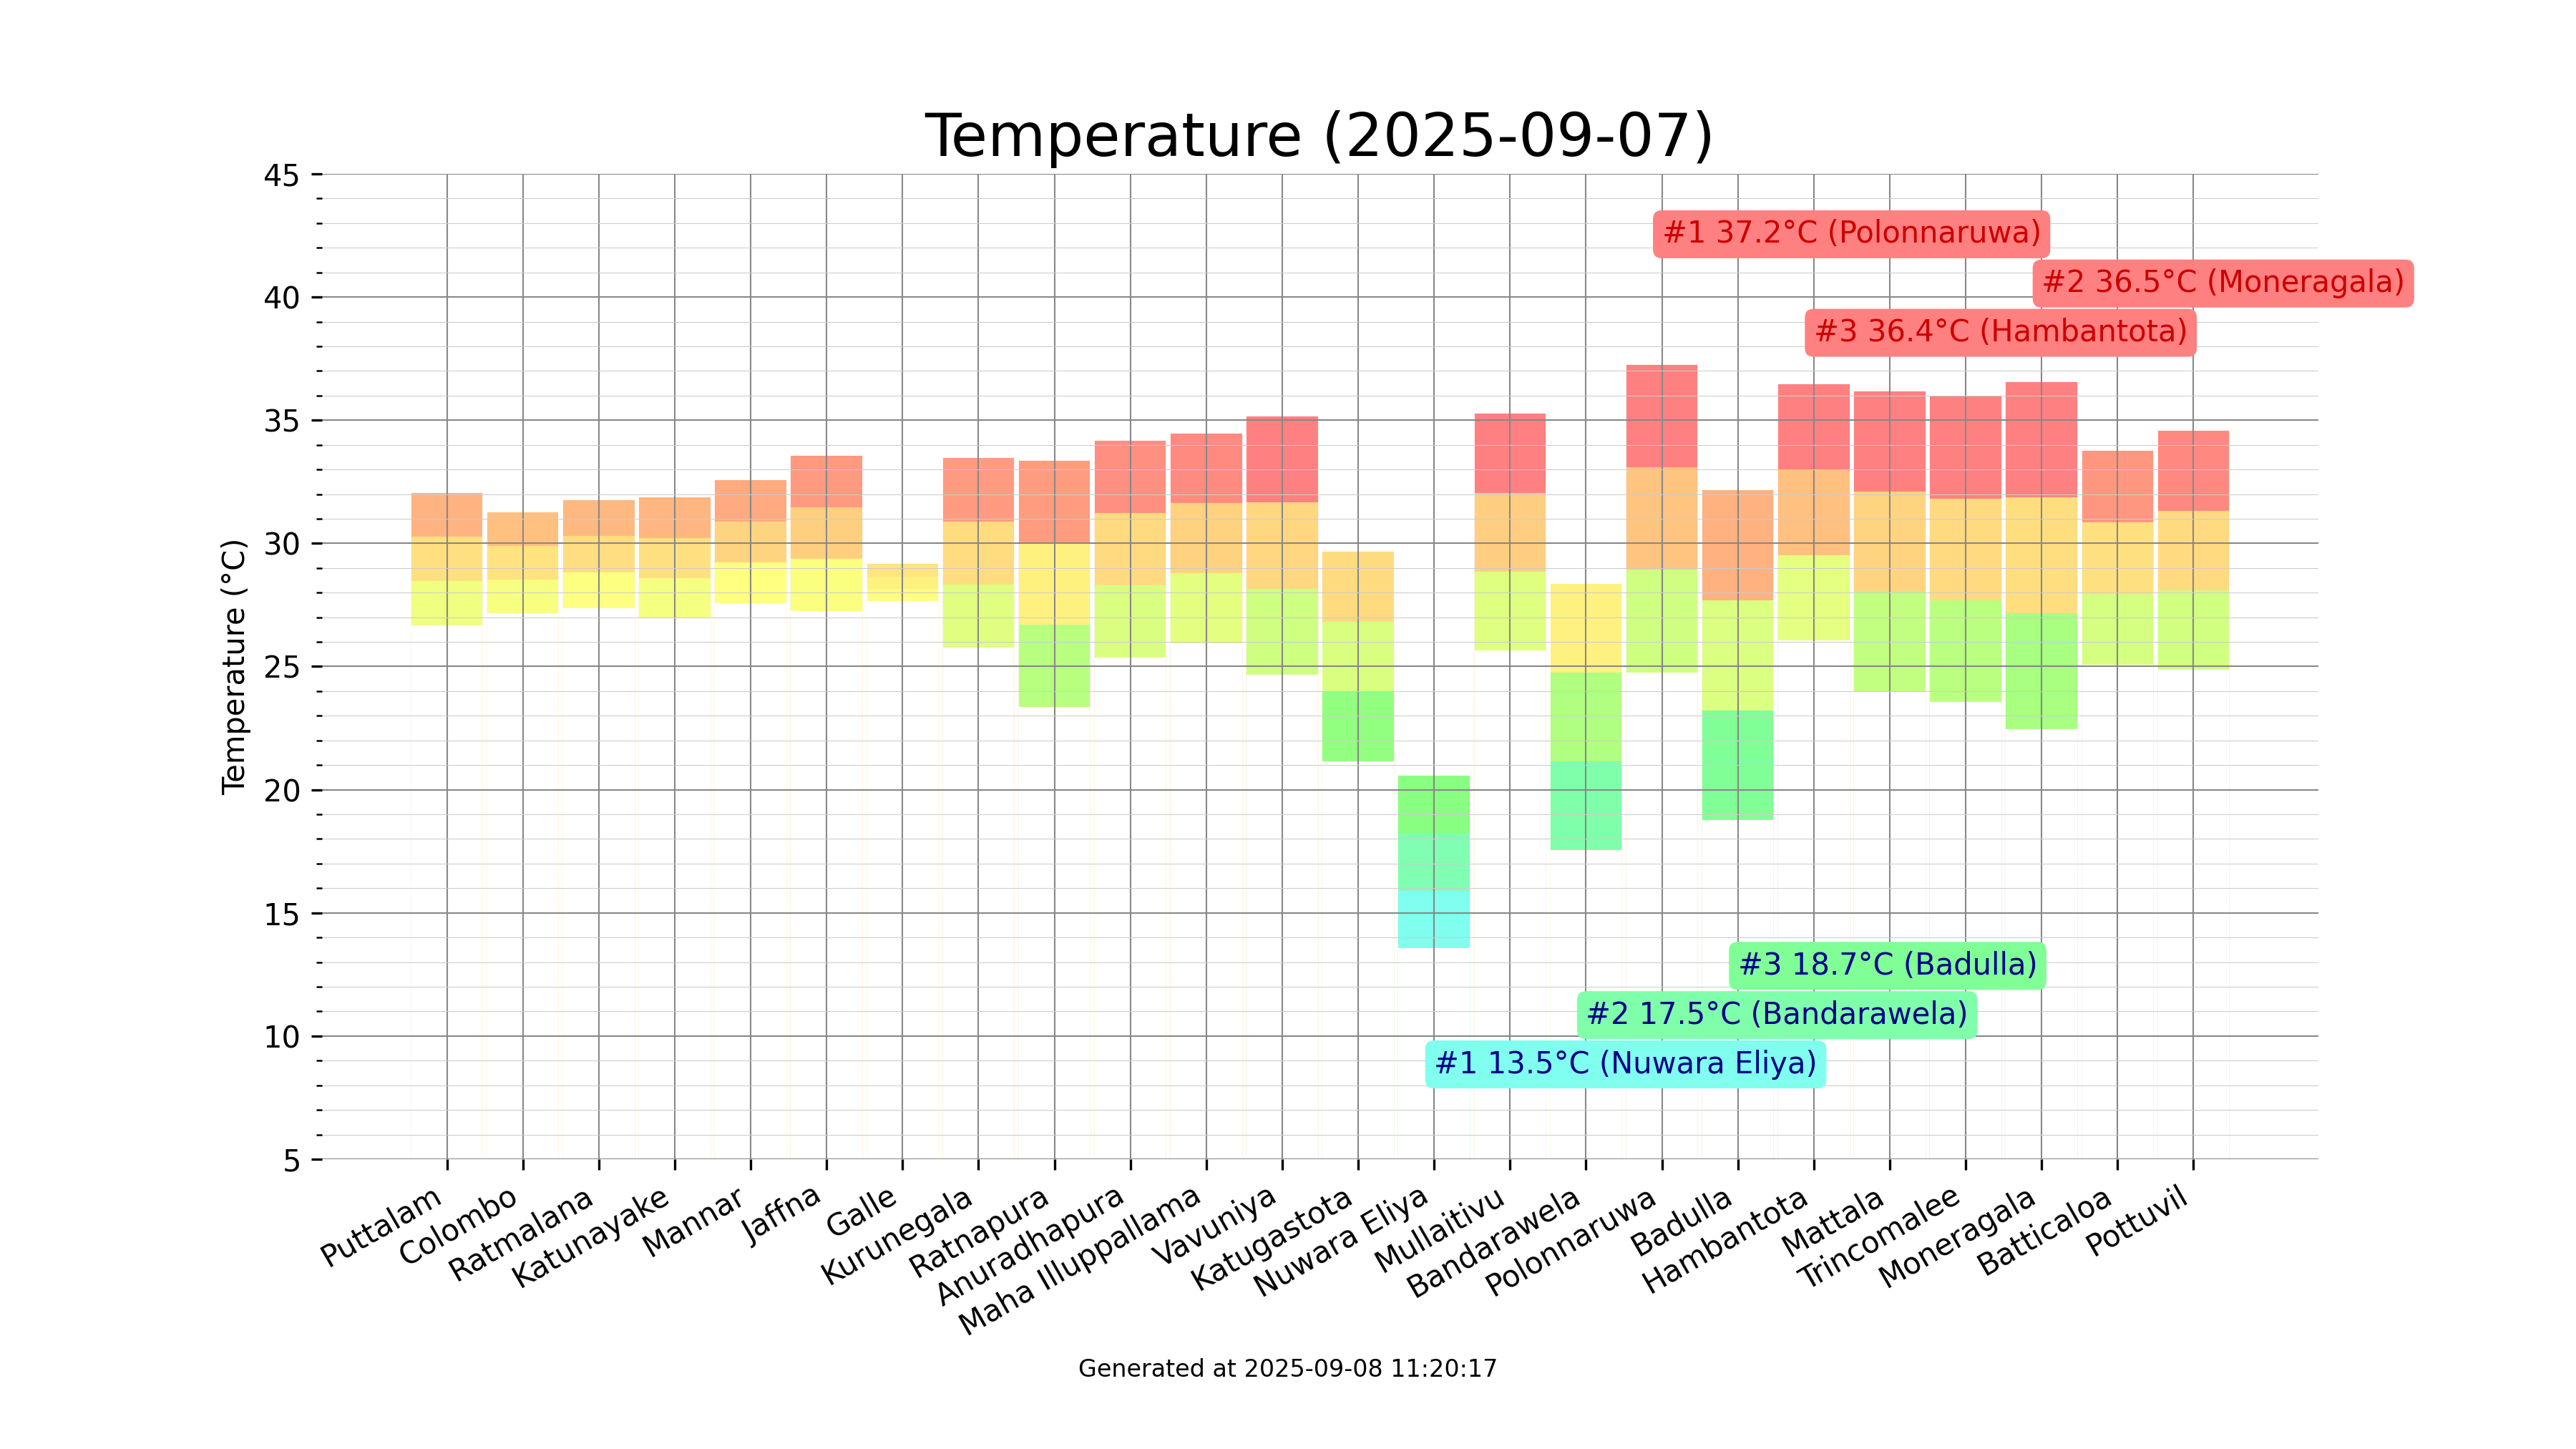 Temperature (2025-09-07)
45
40
35
30
25
20
15
10
5
Temperature (°C)
#1 37.2°C (Polonnaruwa)
#2 36.5°C (Moneragala)
#3 36.4°C (Hambantota)
#3 18.7°C (Badulla)
#2 17.5°C (Bandarawela)
#1 13.5°C (Nuwara Eliya)
Puttalam
Colombo
Ratmalana
Katunayake
Mannar
Jaffna
Galle
Kurunegala
Ratnapura
Anuradhapura
Maha Illuppallama
Vavuniya
Katugastota
Nuwara Eliya
Mullaitivu
Bandarawela
Polonnaruwa
Badulla
Hambantota
Mattala
Trincomalee
Moneragala
Batticaloa
Pottuvil
Generated at 2025-09-08 11:20:17